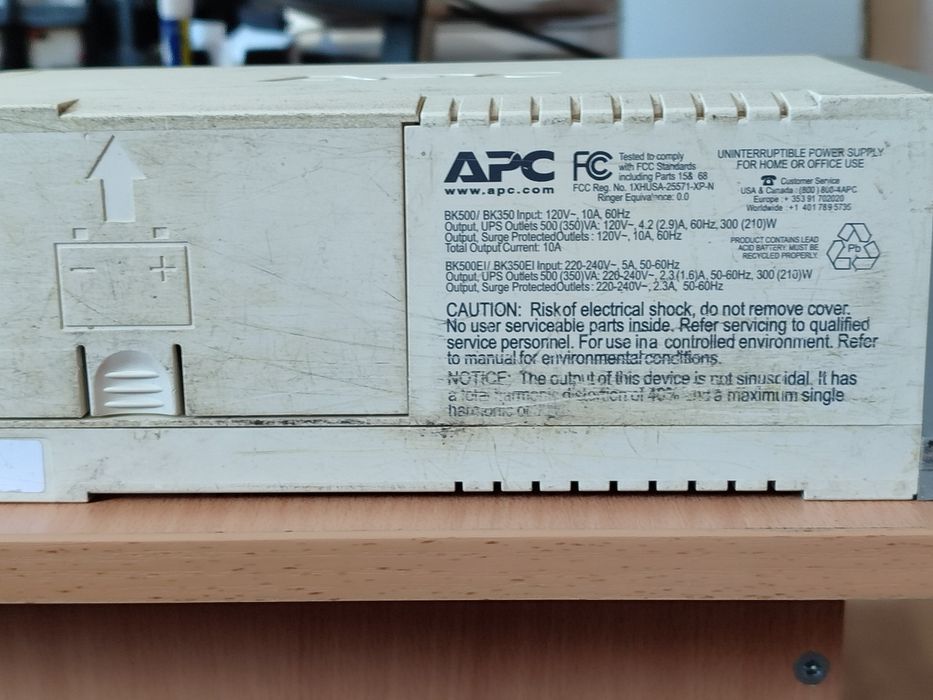 APC
www.apc.com
FC
Tested to comply
with FCC Standards
including Parts 15& 68
FCC Reg. No. 1XHUSA-25571-XP-N
Ringer Equivalence: 0.0
UNINTERRUPTIBLE POWER SUPPLY
FOR HOME OR OFFICE USE
Customer Service
USA & Canada : (800) 800-4APC
Europe : + 353 91 702020
Worldwide : +1 401 789 5735
BK500/ BK350 Input: 120V~, 10A, 60Hz
Output, UPS Outlets 500 (350)VA: 120V~, 4.2 (2.9)A, 60Hz, 300 (210)W
Output, Surge Protected Outlets : 120V~, 10A, 60Hz
Total Output Current: 10A
PRODUCT CONTAINS LEAD
ACID BATTERY. MUST BE
RECYCLED PROPERLY.
Pb
BK500EI/ BK350EI Input: 220-240V~, 5A, 50-60Hz
Output, UPS Outlets 500 (350)VA: 220-240V~, 2.3 (1.6)A, 50-60Hz, 300 (210)W
Output, Surge Protected Outlets : 220-240V~, 2.3A, 50-60Hz
CAUTION: Risk of electrical shock, do not remove cover.
No user serviceable parts inside. Refer servicing to qualified
service personnel. For use in a controlled environment. Refer
to manual for environmental conditions.
NOTICE: The output of this device is not sinusoidal. It has
a total harmonic distortion of 40% and a maximum single
harmonic of
− +